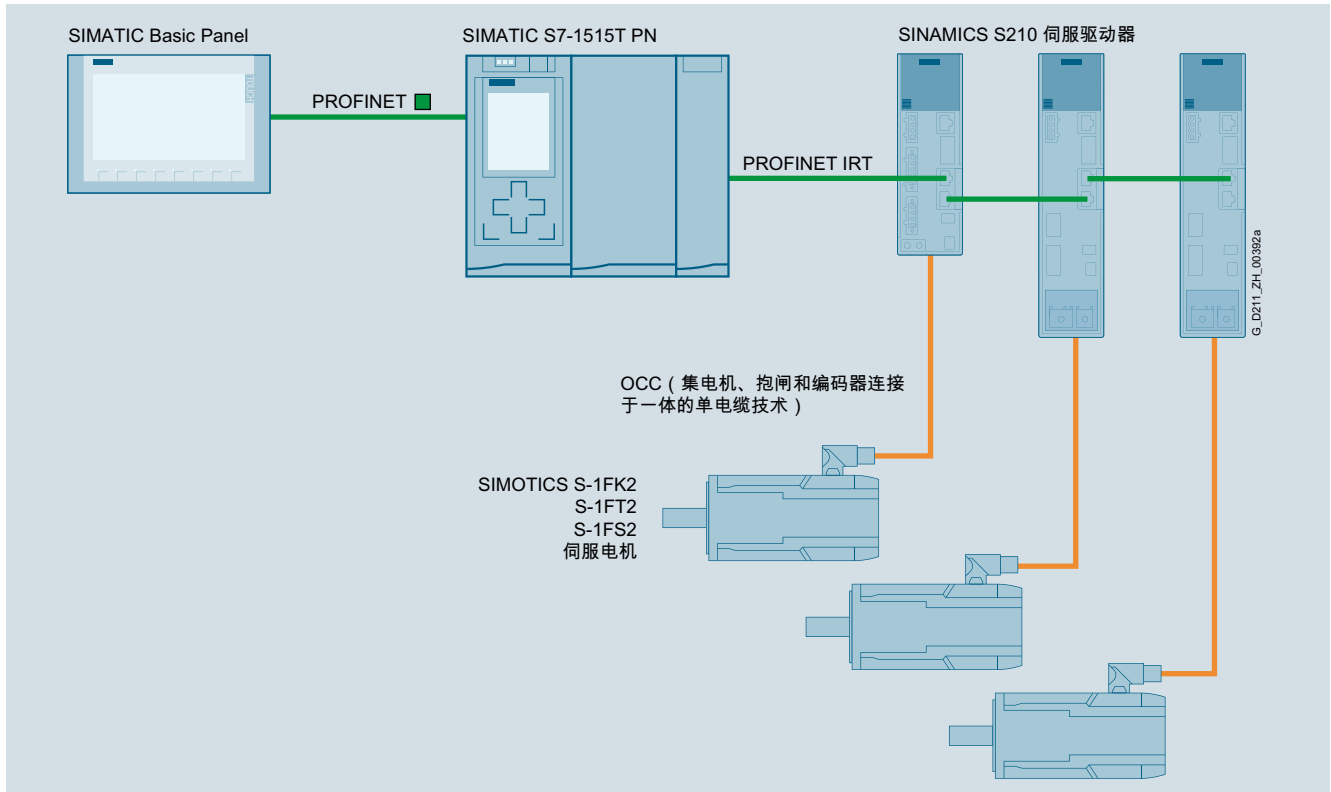 SIMATIC Basic Panel
SIMATIC S7-1515T PN
SINAMICS S210 伺服驱动器
PROFINET
PROFINET IRT
G_D211_ZH_00392a
OCC（集电机、抱闸和编码器连接
于一体的单电缆技术）
SIMOTICS S-1FK2
S-1FT2
S-1FS2
伺服电机